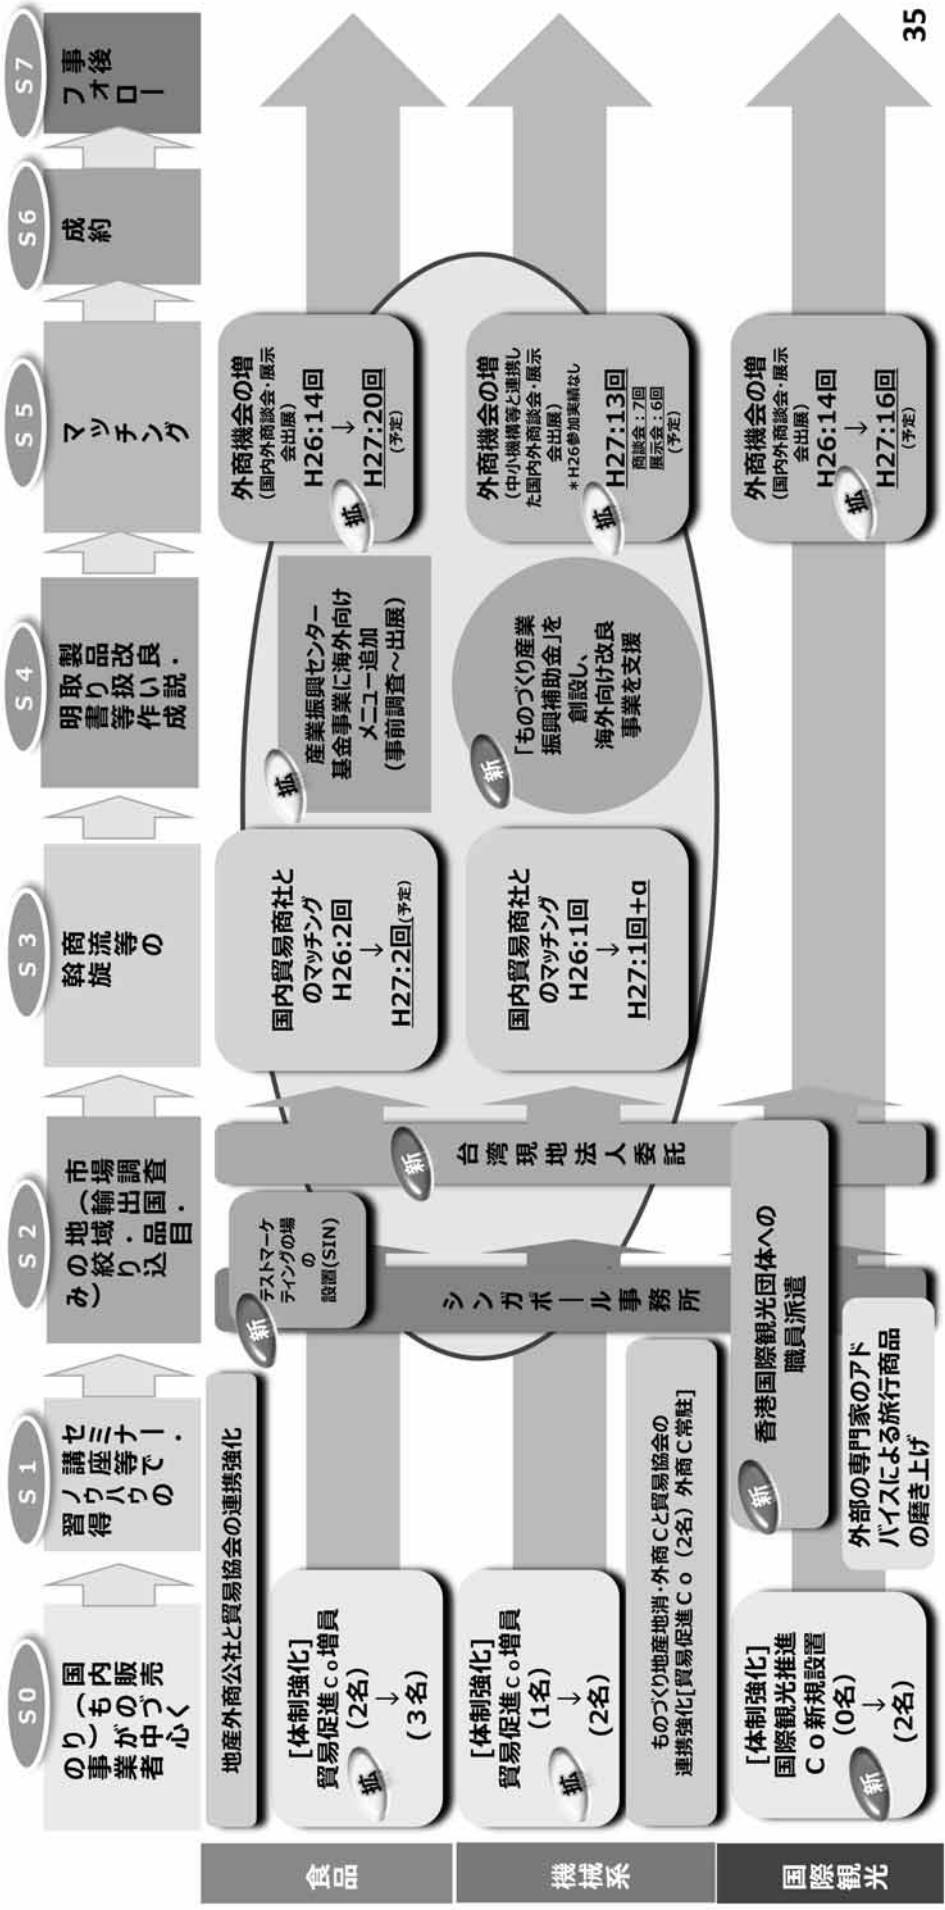 S0
国内販売
(もの
のづくり)
事業者が中心
S1
セミナー・
講座等で
ノウハウの
習得
S2
市場調査
(輸出国・
地域・品目
の絞り込
み)
S3
商流等の
斡旋
S4
製品改良・
取り扱い説
明書等作成
S5
マッチング
S6
成約
S7
事後
フォロー
食品
地産外商公社と貿易協会の連携強化
[体制強化]
貿易促進Co増員
(2名)
↓
(3名)
拡
新
テストマーケ
ティングの場
の
設置(SIN)
シンガポール事務所
新
台湾現地法人委託
国内貿易商社と
のマッチング
H26:2回
↓
H27:2回(予定)
拡
産業振興センター
基金事業に海外向け
メニュー追加
(事前調査～出展)
外商機会の増
(国内外商談会・展示
会出展)
H26:14回
↓
H27:20回
(予定)
拡
機械系
[体制強化]
貿易促進Co増員
(1名)
↓
(2名)
拡
ものづくり地産地消・外商Cと貿易協会の
連携強化[貿易促進Co(2名)外商C常駐]
国内貿易商社と
のマッチング
H26:1回
↓
H27:1回+α
新
「ものづくり産業
振興補助金」を
創設し、
海外向け改良
事業を支援
外商機会の増
(中小機構等と連携し
た国内外商談会・展示
会出展)
*H26参加実績なし
H27:13回
商談会:7回
展示会:6回
(予定)
拡
国際観光
[体制強化]
国際観光推進
Co新規設置
(0名)
↓
(2名)
新
新
香港国際観光団体への
職員派遣
外部の専門家のアド
バイスによる旅行商品
の磨き上げ
外商機会の増
(国内外商談会・展示
会出展)
H26:14回
↓
H27:16回
(予定)
拡
35